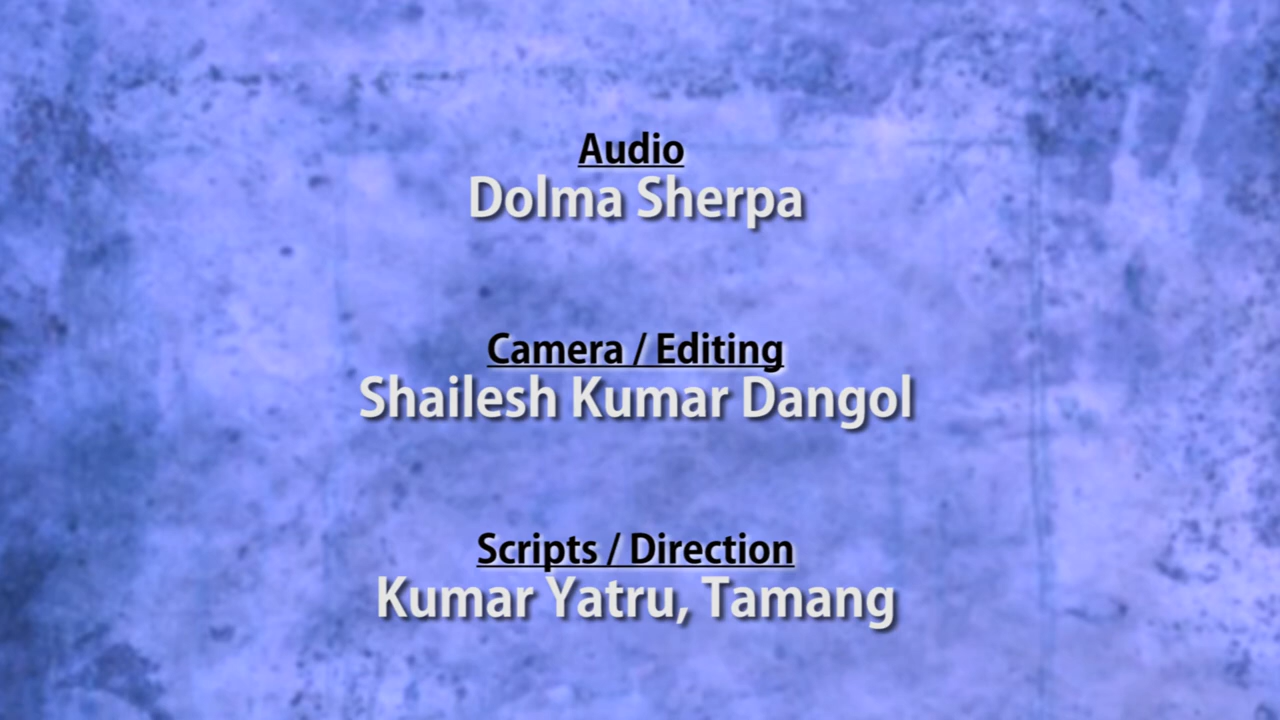 Audio
Dolma Sherpa
Camera / Editing
Shailesh Kumar Dangol
Scripts / Direction
Kumar Yatru, Tamang